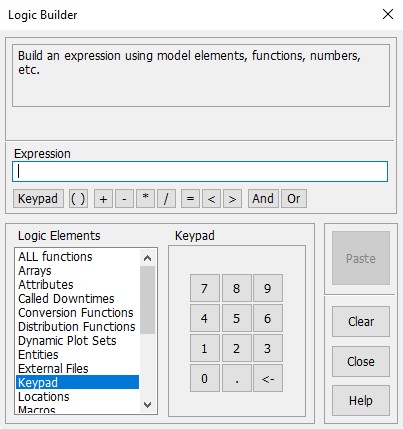 Logic Builder
Build an expression using model elements, functions, numbers,
etc.
Expression
Keypad ( ) + - * / = < > And Or
Logic Elements
ALL functions
Arrays
Attributes
Called Downtimes
Conversion Functions
Distribution Functions
Dynamic Plot Sets
Entities
External Files
Keypad
Locations
Macros
Keypad
7 8 9
4 5 6
1 2 3
0 . <-
Paste
Clear
Close
Help